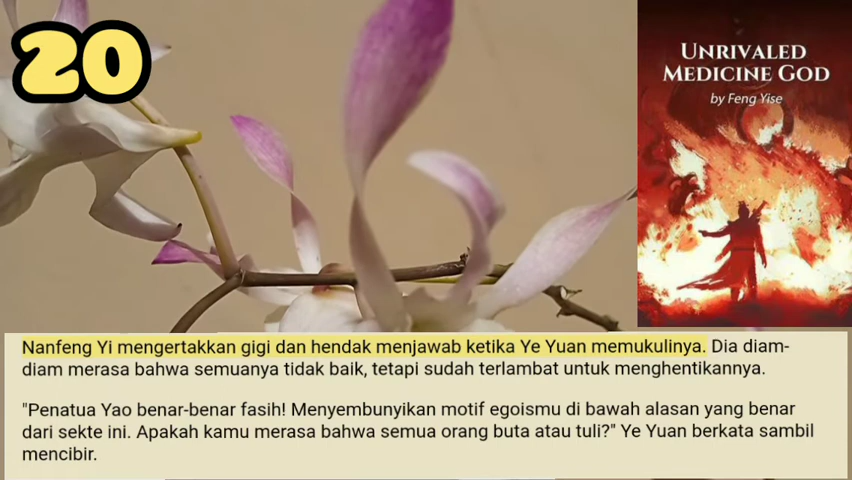 20
UNRIVALED
MEDICINE GOD
by Feng Yise
Nanfeng Yi mengertakkan gigi dan hendak menjawab ketika Ye Yuan memukulinya. Dia diam-
diam merasa bahwa semuanya tidak baik, tetapi sudah terlambat untuk menghentikannya.
"Penatua Yao benar-benar fasih! Menyembunyikan motif egoismu di bawah alasan yang benar
dari sekte ini. Apakah kamu merasa bahwa semua orang buta atau tuli?" Ye Yuan berkata sambil
mencibir.